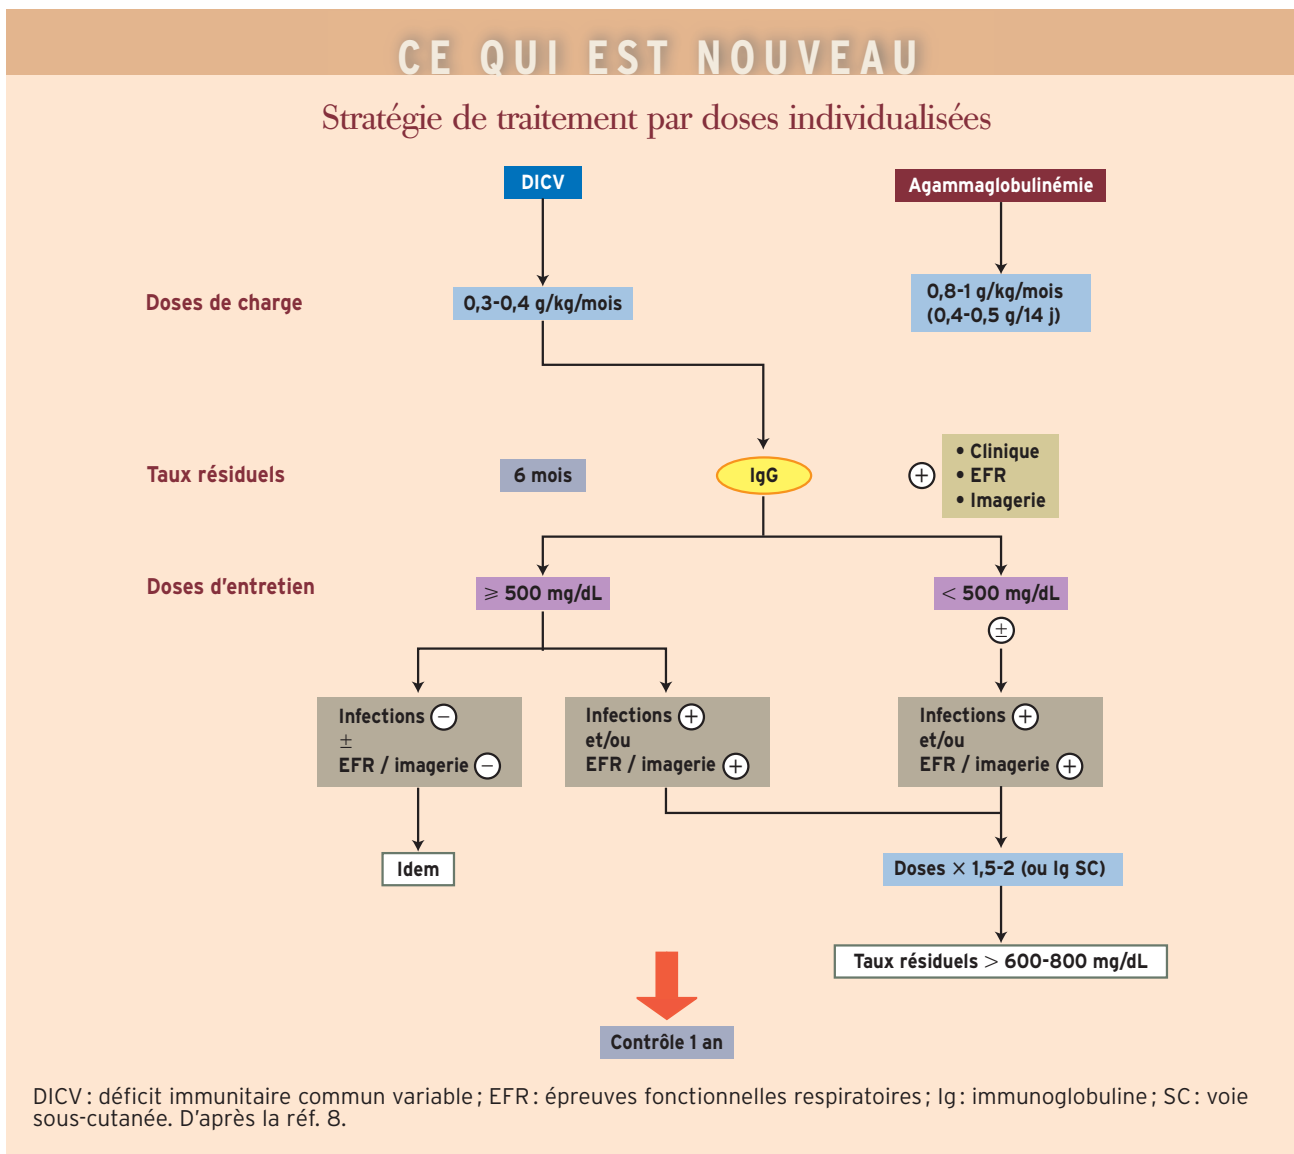 CE QUI EST NOUVEAU
Stratégie de traitement par doses individualisées
DICV
Agammaglobulinémie
Doses de charge
0,3-0,4 g/kg/mois
0,8-1 g/kg/mois
(0,4-0,5 g/14 j)
Taux résiduels
6 mois
IgG
+
• Clinique
• EFR
• Imagerie
Doses d'entretien
⩾ 500 mg/dL
< 500 mg/dL
±
Infections −
±
EFR / imagerie −
Infections +
et/ou
EFR / imagerie +
Infections +
et/ou
EFR / imagerie +
Idem
Doses × 1,5-2 (ou Ig SC)
Taux résiduels > 600-800 mg/dL
Contrôle 1 an
DICV : déficit immunitaire commun variable ; EFR : épreuves fonctionnelles respiratoires ; Ig : immunoglobuline ; SC : voie
sous-cutanée. D'après la réf. 8.